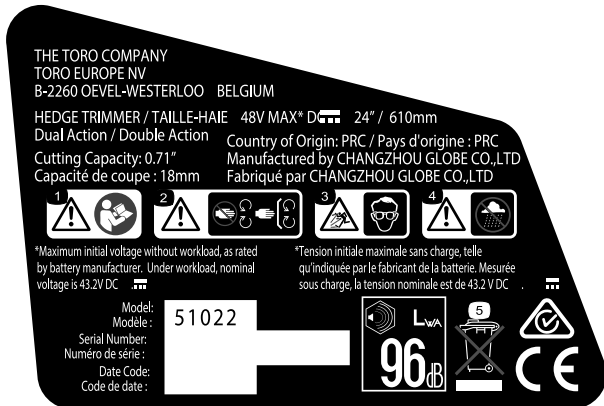 THE TORO COMPANY
TORO EUROPE NV
B-2260 OEVEL-WESTERLOO BELGIUM
HEDGE TRIMMER / TAILLE-HAIE 48V MAX* DC 24" / 610mm
Dual Action / Double Action
Cutting Capacity: 0.71"
Capacité de coupe : 18mm
Country of Origin: PRC / Pays d'origine : PRC
Manufactured by CHANGZHOU GLOBE CO.,LTD
Fabriqué par CHANGZHOU GLOBE CO.,LTD
1
2
3
4
*Maximum initial voltage without workload, as rated
by battery manufacturer. Under workload, nominal
voltage is 43.2V DC
*Tension initiale maximale sans charge, telle
qu'indiquée par le fabricant de la batterie. Mesurée
sous charge, la tension nominale est de 43.2 V DC .
Model:
Modèle :
51022
Serial Number:
Numéro de série :
Date Code:
Code de date :
LWA
96dB
5
CE